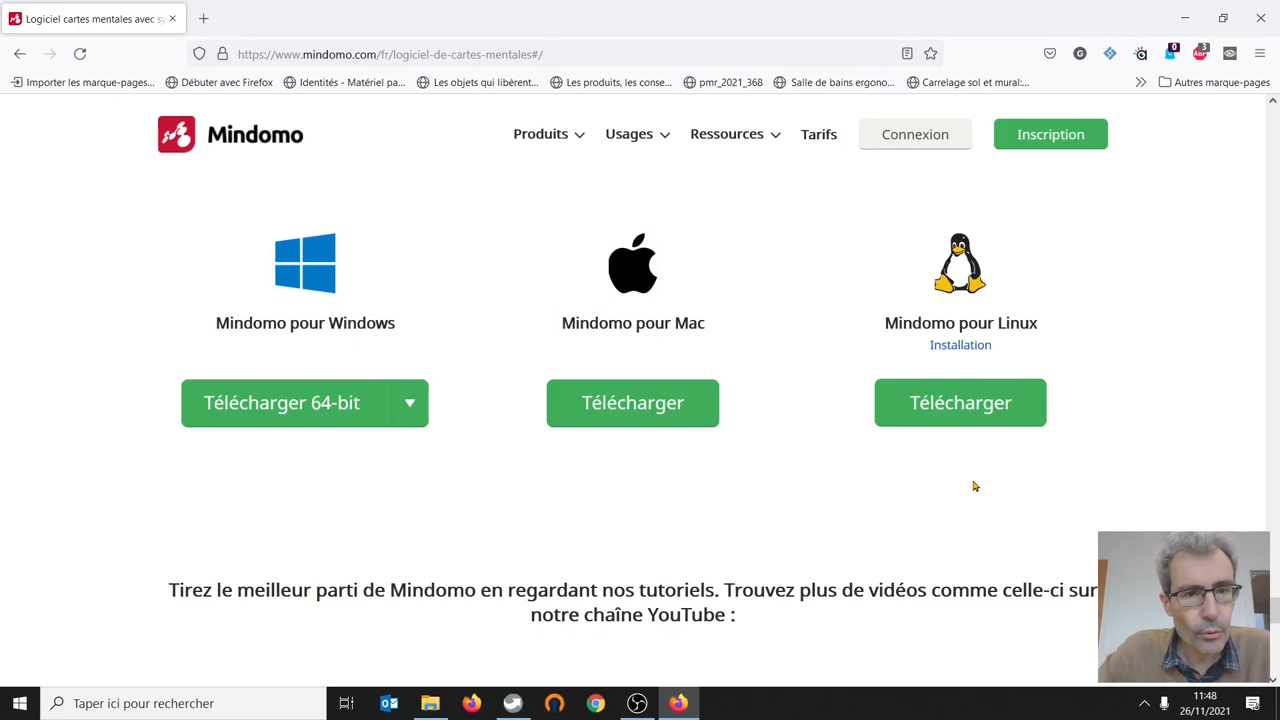 Logiciel cartes mentales avec sy
https://www.mindomo.com/fr/logiciel-de-cartes-mentales#/
0
3
Importer les marque-pages...
Débuter avec Firefox
Identités - Matériel pa...
Les objets qui libèrent...
Les produits, les conse...
pmr_2021_368
Salle de bains ergono...
Carrelage sol et mural:...
Autres marque-pages
Mindomo
Produits
Usages
Ressources
Tarifs
Connexion
Inscription
Mindomo pour Windows
Mindomo pour Mac
Mindomo pour Linux
Installation
Télécharger 64-bit
Télécharger
Télécharger
Tirez le meilleur parti de Mindomo en regardant nos tutoriels. Trouvez plus de vidéos comme celle-ci sur
notre chaîne YouTube :
Taper ici pour rechercher
11:48
26/11/2021